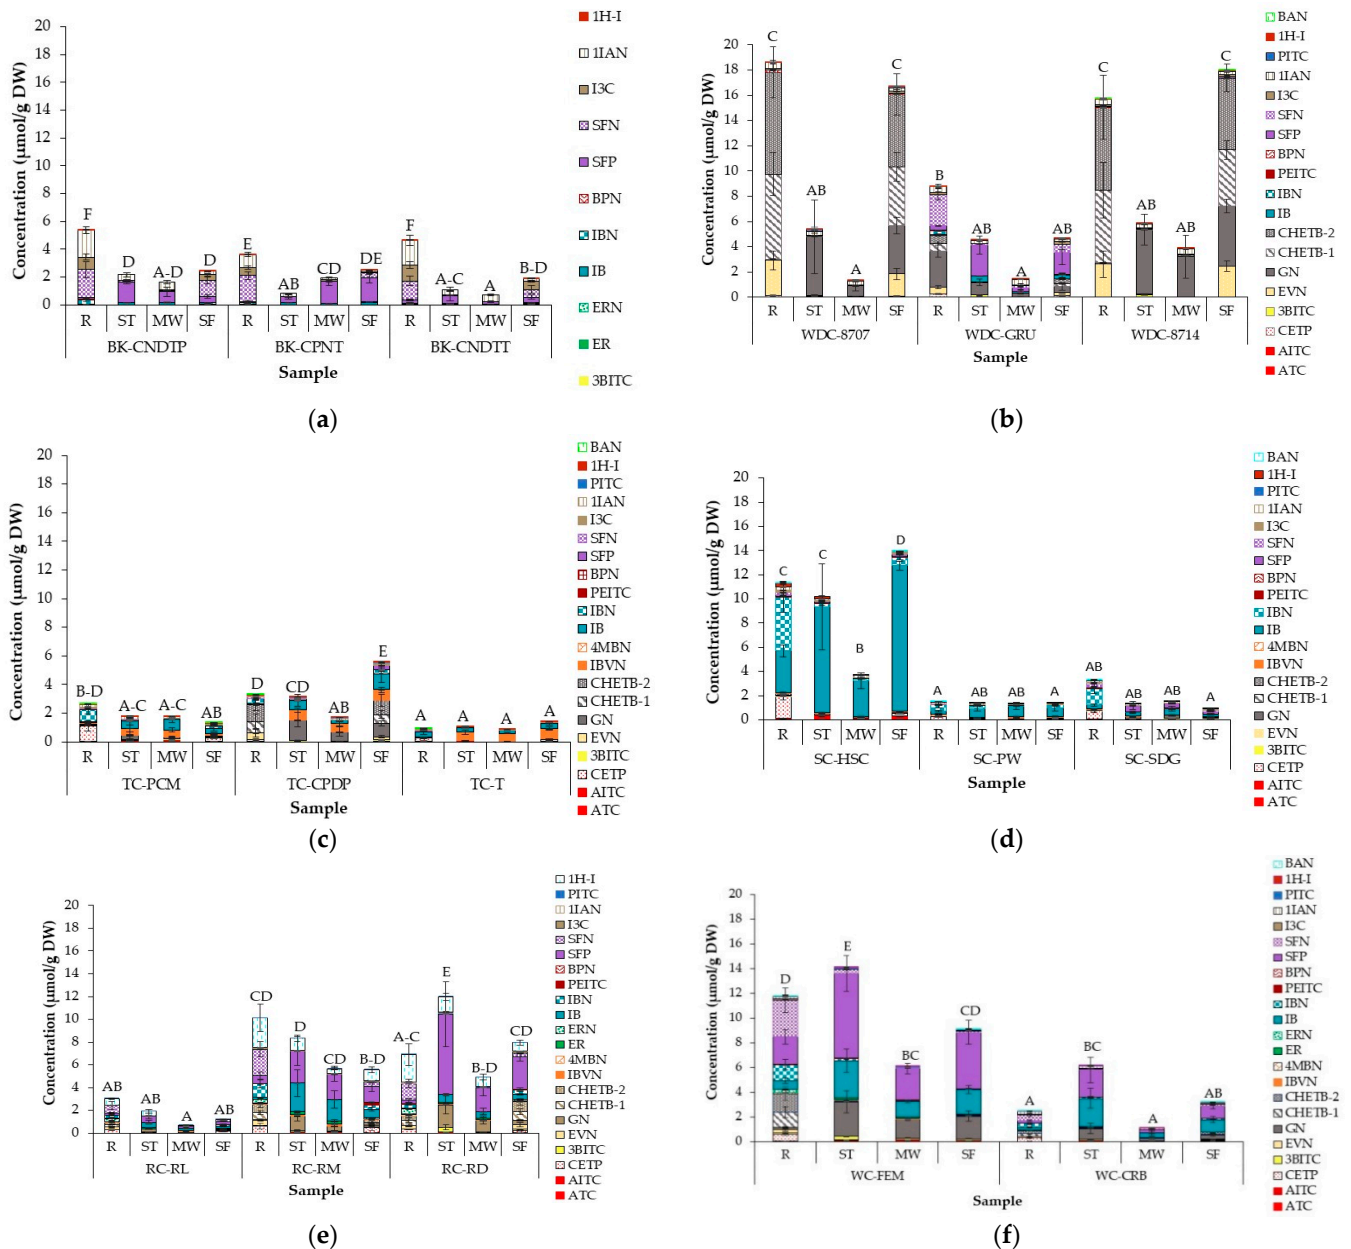 Concentration (µmol/g DW)
20
18
16
14
12
10
8
6
4
2
0
F
D
A-D
D
E
AB
CD
DE
F
A-C
A
B-D
R ST MW SF R ST MW SF R ST MW SF
BK-CNDTP BK-CPNT BK-CNDTT
Sample
1H-I
1IAN
I3C
SFN
SFP
BPN
IBN
IB
ERN
ER
3BITC
(a)
Concentration (µmol/g DW)
20
18
16
14
12
10
8
6
4
2
0
C
AB
A
C
B
AB
A
AB
C
AB
AB
C
R ST MW SF R ST MW SF R ST MW SF
WDC-8707 WDC-GRU WDC-8714
Sample
BAN
1H-I
PITC
1IAN
I3C
SFN
SFP
BPN
PEITC
IBN
IB
CHETB-2
CHETB-1
GN
EVN
3BITC
CETP
AITC
ATC
(b)
Concentration (µmol/g DW)
20
18
16
14
12
10
8
6
4
2
0
B-D
A-C
A-C
AB
D
CD
AB
E
A
A
A
A
R ST MW SF R ST MW SF R ST MW SF
TC-PCM TC-CPDP TC-T
Sample
BAN
1H-I
PITC
1IAN
I3C
SFN
SFP
BPN
PEITC
IBN
IB
4MBN
IBVN
CHETB-2
CHETB-1
GN
EVN
3BITC
CETP
AITC
ATC
(c)
Concentration (µmol/g DW)
20
18
16
14
12
10
8
6
4
2
0
C
C
B
D
A
AB
AB
AB
AB
AB
AB
A
R ST MW SF R ST MW SF R ST MW SF
SC-HSC SC-PW SC-SDG
Sample
BAN
1H-I
PITC
1IAN
I3C
SFN
SFP
BPN
PEITC
IBN
IB
4MBN
IBVN
CHETB-2
CHETB-1
GN
EVN
3BITC
CETP
AITC
ATC
(d)
Concentration (µmol/g DW)
20
18
16
14
12
10
8
6
4
2
0
AB
AB
A
AB
CD
D
CD
B-D
A-C
E
B-D
CD
R ST MW SF R ST MW SF R ST MW SF
RC-RL RC-RM RC-RD
Sample
1H-I
PITC
1IAN
I3C
SFN
SFP
BPN
PEITC
IBN
IB
ERN
ER
4MBN
IBVN
CHETB-2
CHETB-1
GN
EVN
3BITC
CETP
AITC
ATC
(e)
Concentration (µmol/g DW)
20
18
16
14
12
10
8
6
4
2
0
D
E
BC
CD
A
BC
A
AB
R ST MW SF R ST MW SF
WC-FEM WC-CRB
Sample
BAN
1H-I
PITC
1IAN
I3C
SFN
SFP
BPN
PEITC
IBN
IB
ERN
ER
4MBN
IBVN
CHETB-2
CHETB-1
GN
EVN
3BITC
CETP
AITC
ATC
(f)